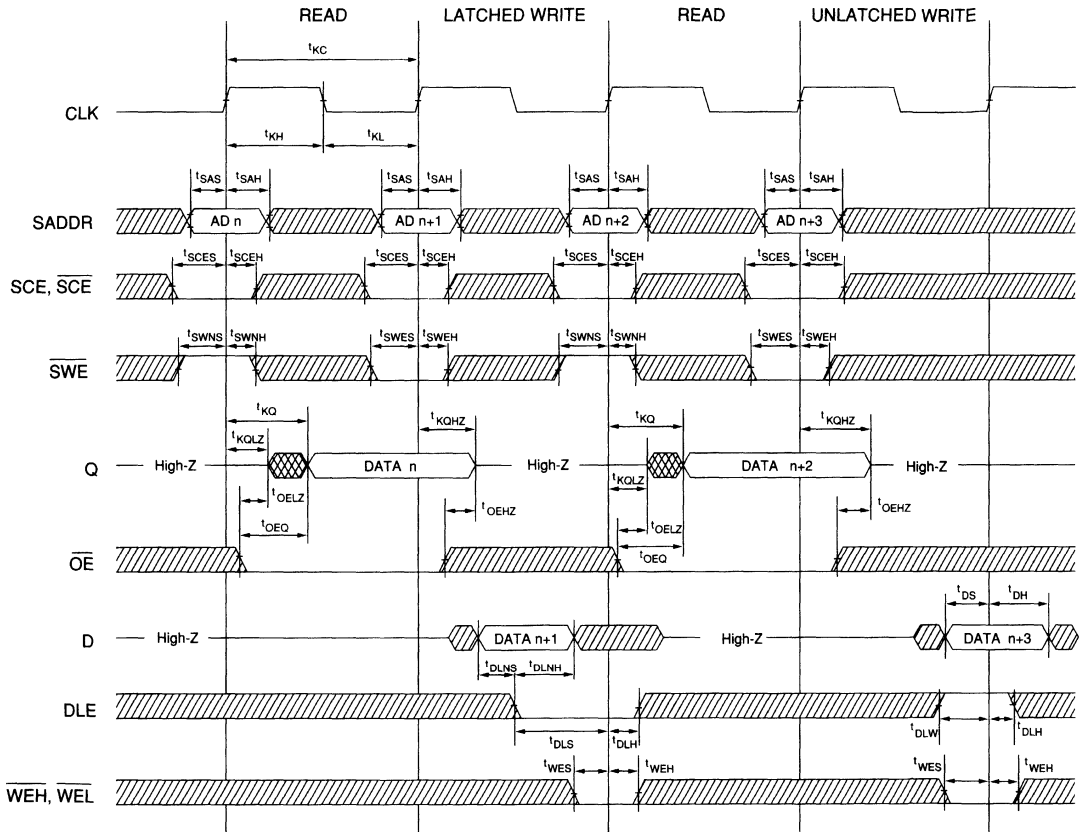 READ LATCHED WRITE READ UNLATCHED WRITE
tKC
CLK
tKH tKL
tSAS tSAH tSAS tSAH tSAS tSAH tSAS tSAH
SADDR AD n AD n+1 AD n+2 AD n+3
tSCES tSCEH tSCES tSCEH tSCES tSCEH tSCES tSCEH
SCE, SCE
tSWNS tSWNH tSWES tSWEH tSWNS tSWNH tSWES tSWEH
SWE
tKQ tKQHZ tKQ tKQHZ
tKQLZ
Q High-Z DATA n High-Z DATA n+2 High-Z
tKQLZ
tOELZ tOEHZ tOELZ tOEHZ
tOEQ tOEQ
OE
tDS tDH
D High-Z DATA n+1 High-Z DATA n+3
tDLNS tDLNH
DLE
tDLS tDLH tDLW tDLH
tWES tWEH tWES tWEH
WEH, WEL